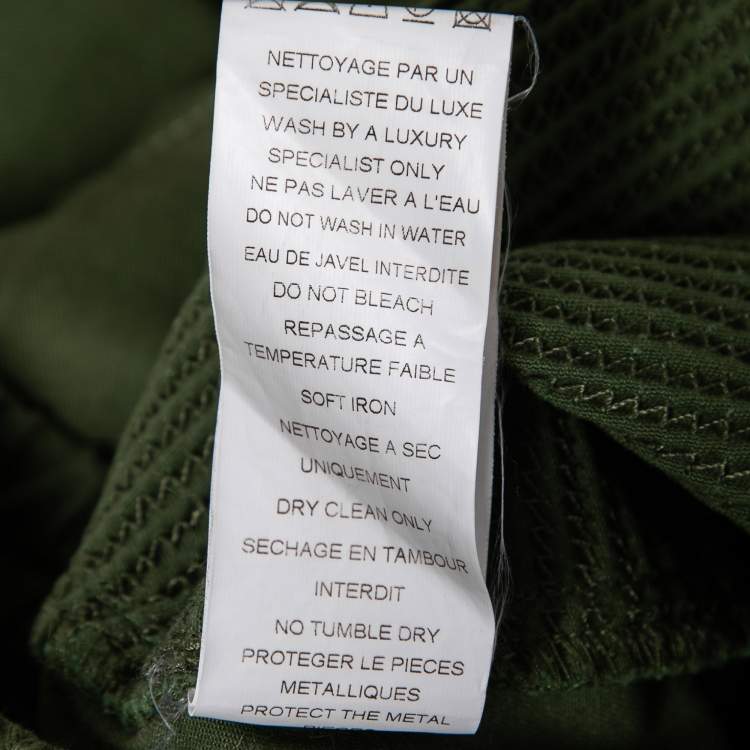 NETTOYAGE PAR UN
SPECIALISTE DU LUXE
WASH BY A LUXURY
SPECIALIST ONLY
NE PAS LAVER A L'EAU
DO NOT WASH IN WATER
EAU DE JAVEL INTERDITE
DO NOT BLEACH
REPASSAGE A
TEMPERATURE FAIBLE
SOFT IRON
NETTOYAGE A SEC
UNIQUEMENT
DRY CLEAN ONLY
SECHAGE EN TAMBOUR
INTERDIT
NO TUMBLE DRY
PROTEGER LE PIECES
METALLIQUES
PROTECT THE METAL